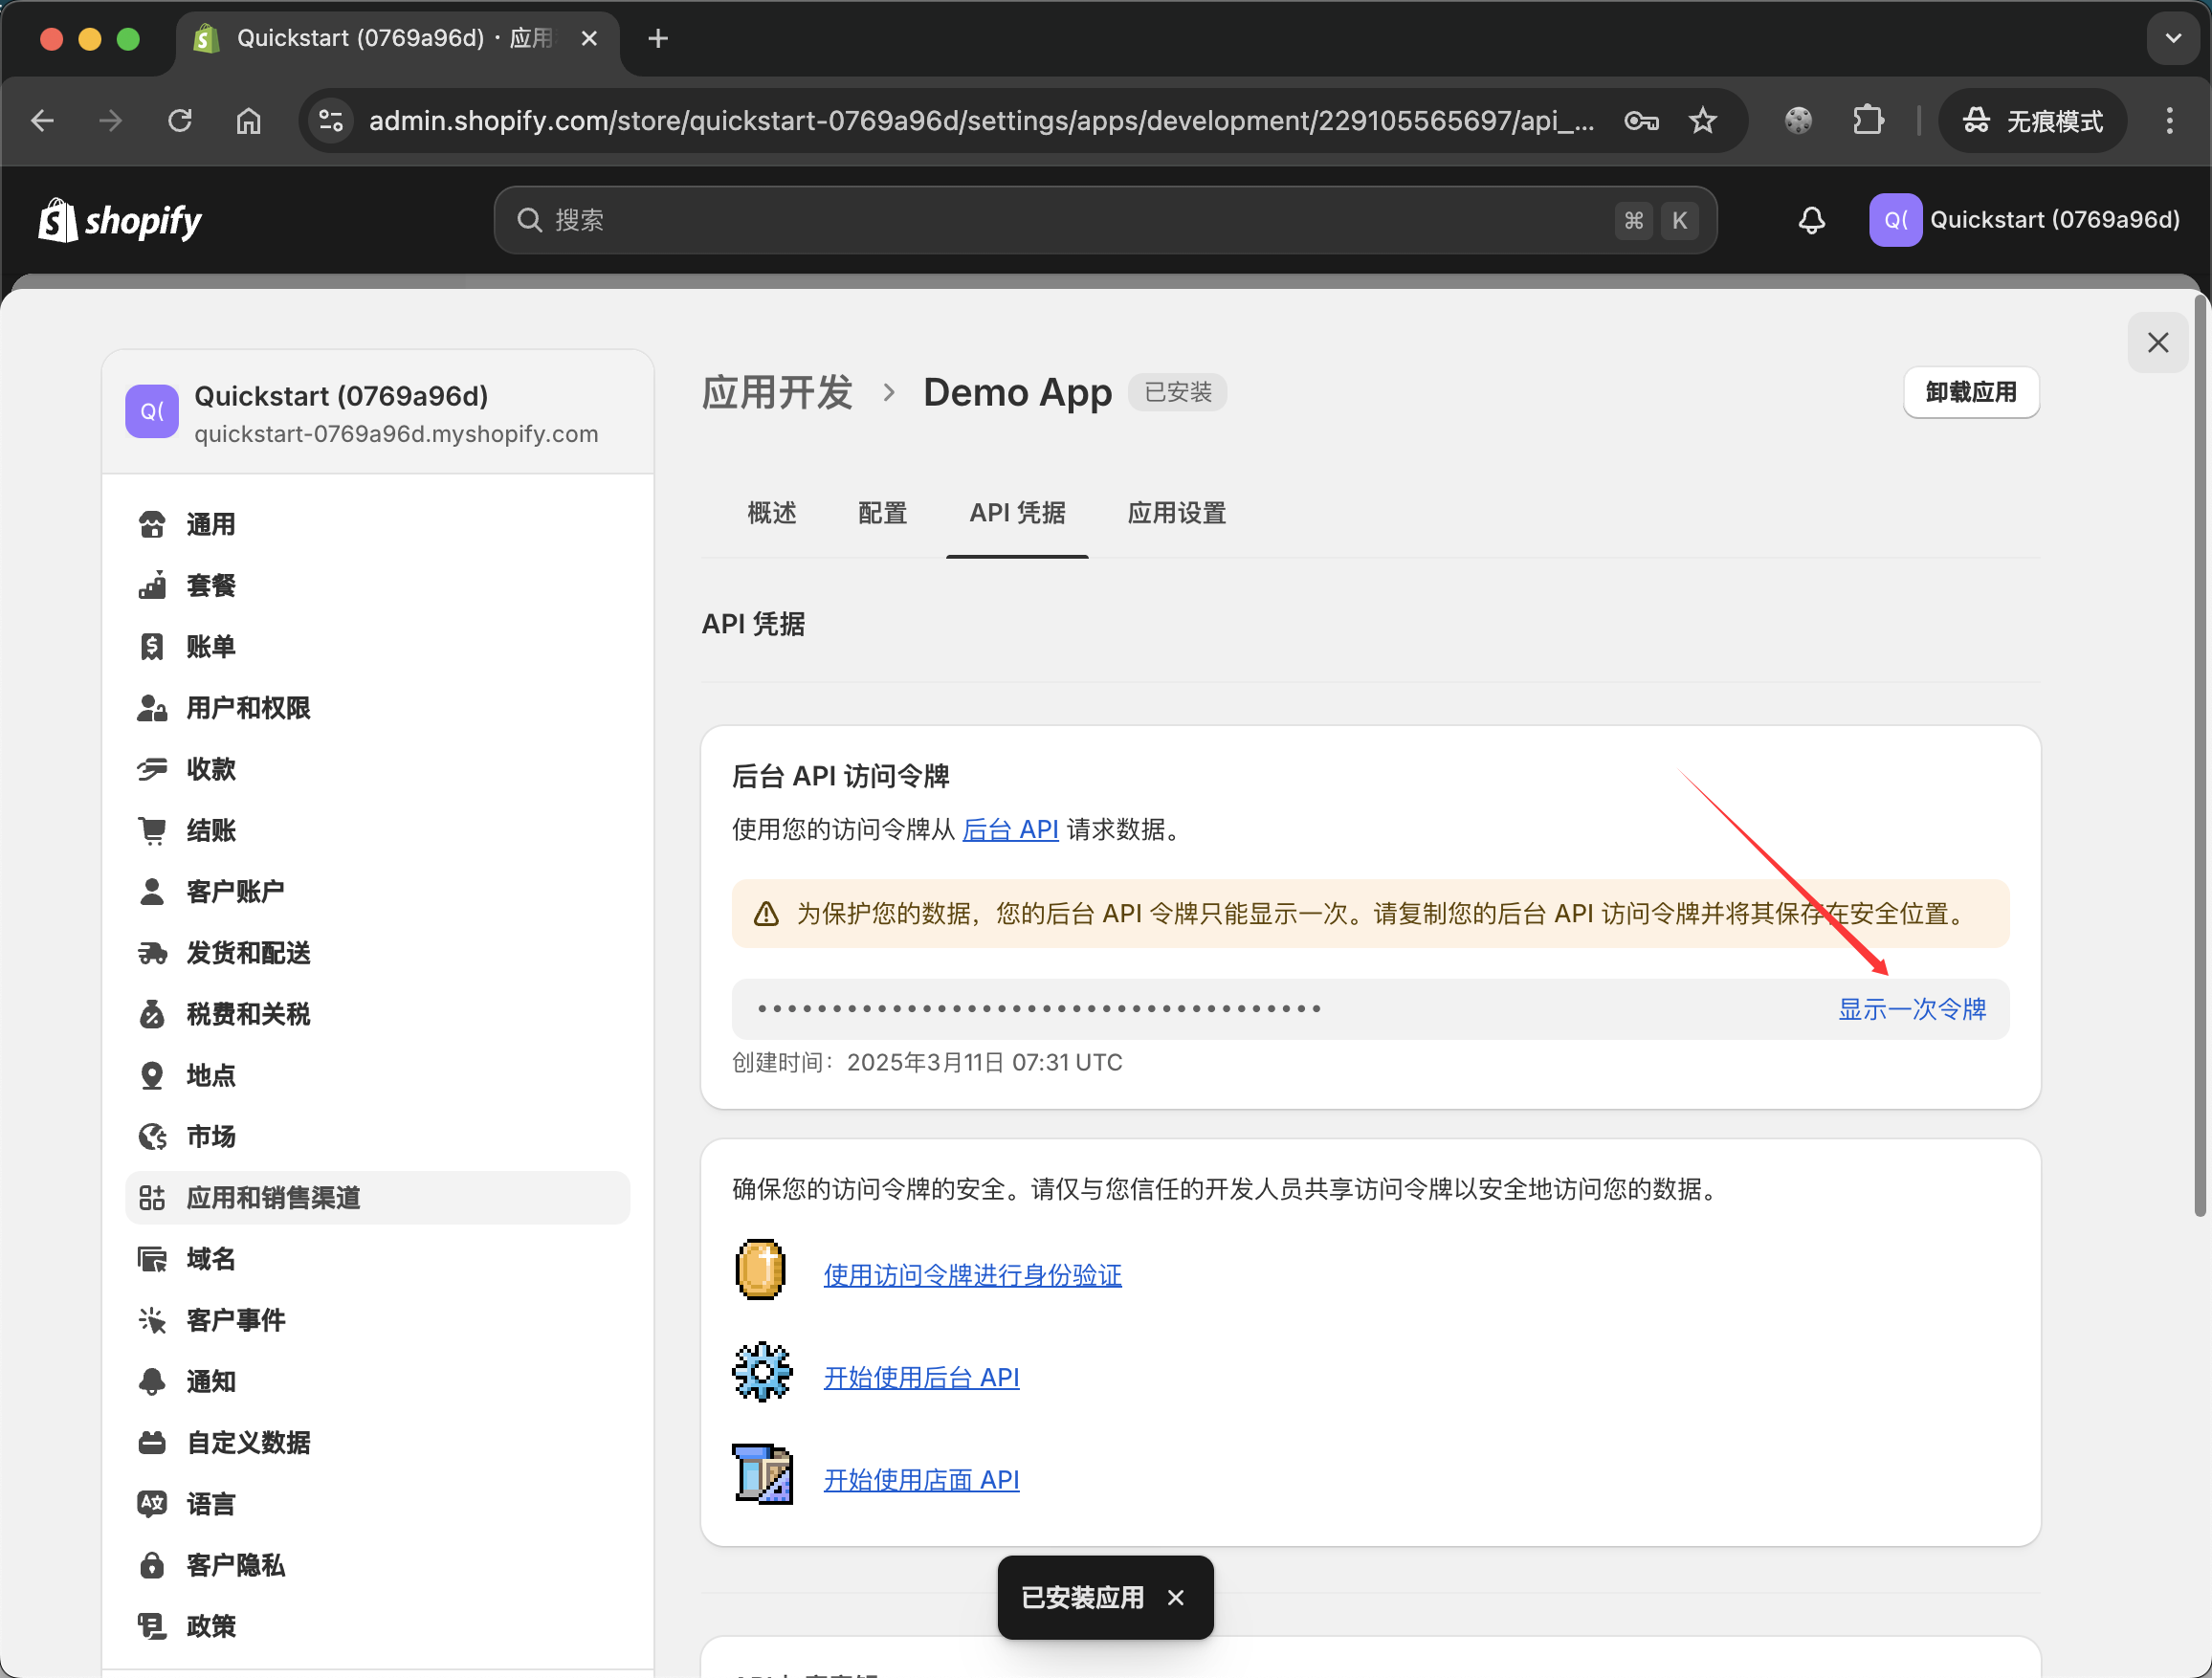 Quickstart (0769a96d) · 应用
admin.shopify.com/store/quickstart-0769a96d/settings/apps/development/229105565697/api_...
无痕模式
shopify
搜索
⌘ K
Q(
Quickstart (0769a96d)
Q(
Quickstart (0769a96d)
quickstart-0769a96d.myshopify.com
通用
套餐
账单
用户和权限
收款
结账
客户账户
发货和配送
税费和关税
地点
市场
应用和销售渠道
域名
客户事件
通知
自定义数据
语言
客户隐私
政策
应用开发 › Demo App 已安装
卸载应用
概述 配置 API 凭据 应用设置
API 凭据
后台 API 访问令牌
使用您的访问令牌从 后台 API 请求数据。
为保护您的数据，您的后台 API 令牌只能显示一次。请复制您的后台 API 访问令牌并将其保存在安全位置。
•••••••••••••••••••••••••••••••••••••• 显示一次令牌
创建时间：2025年3月11日 07:31 UTC
确保您的访问令牌的安全。请仅与您信任的开发人员共享访问令牌以安全地访问您的数据。
使用访问令牌进行身份验证
开始使用后台 API
开始使用店面 API
已安装应用